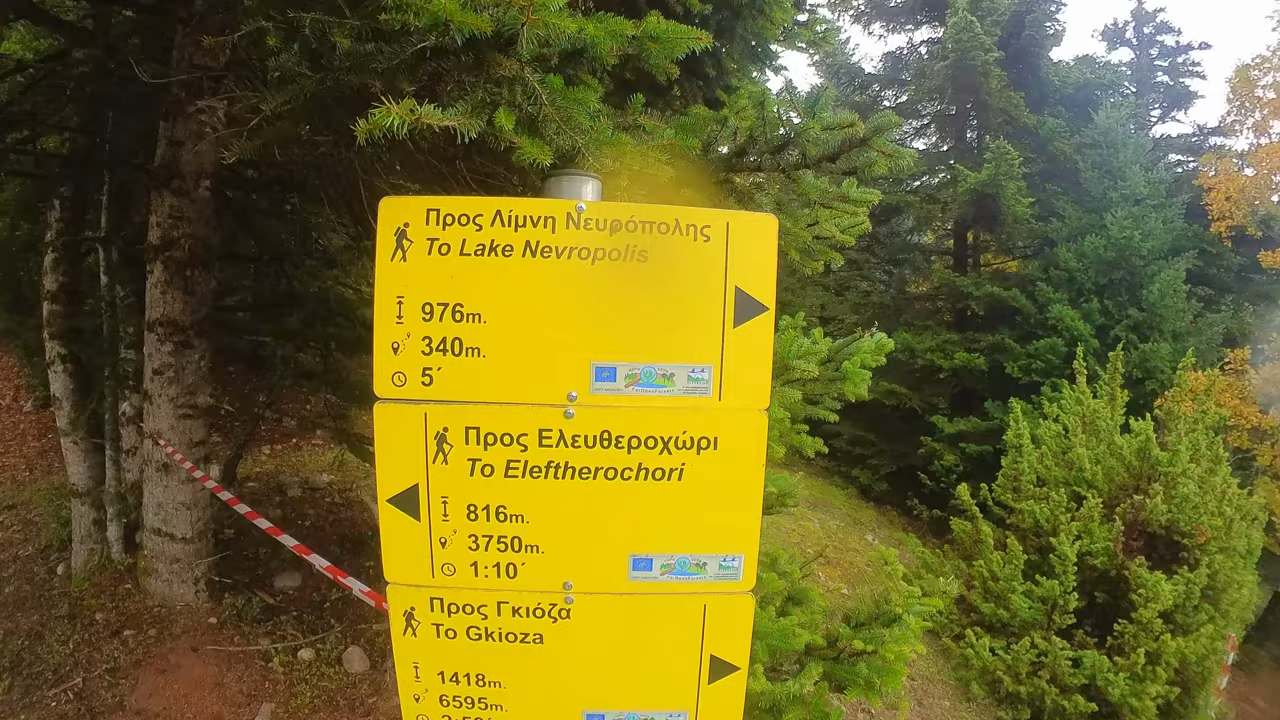 Προς Λίμνη Νευρόπολης
To Lake Nevropolis
976m.
340m.
5΄
Προς Ελευθεροχώρι
To Eleftherochori
816m.
3750m.
1:10΄
Προς Γκιόζα
To Gkioza
1418m.
6595m.